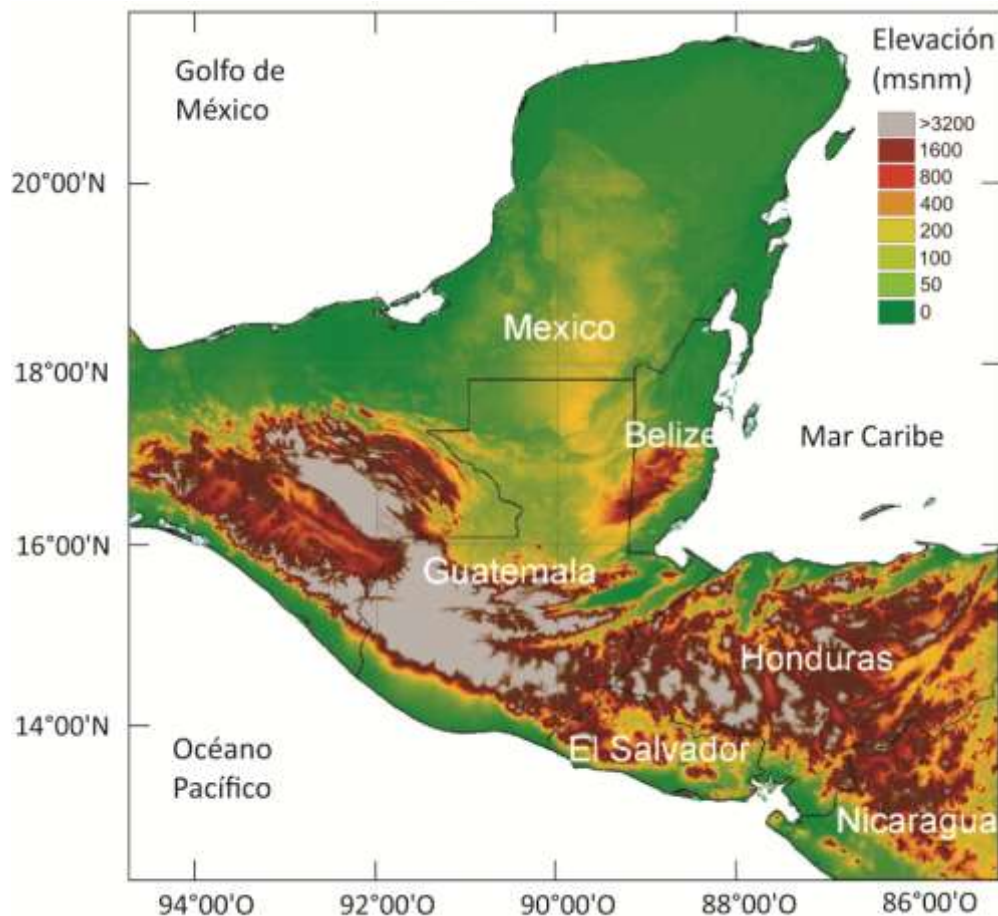 Golfo de
México
Elevación
(msnm)
>3200
1600
800
400
200
100
50
0
20°00'N
Mexico
18°00'N
Belize
Mar Caribe
16°00'N
Guatemala
Honduras
14°00'N
Océano
Pacífico
El Salvador
Nicaragua
94°00'O
92°00'O
90°00'O
88°00'O
86°00'O